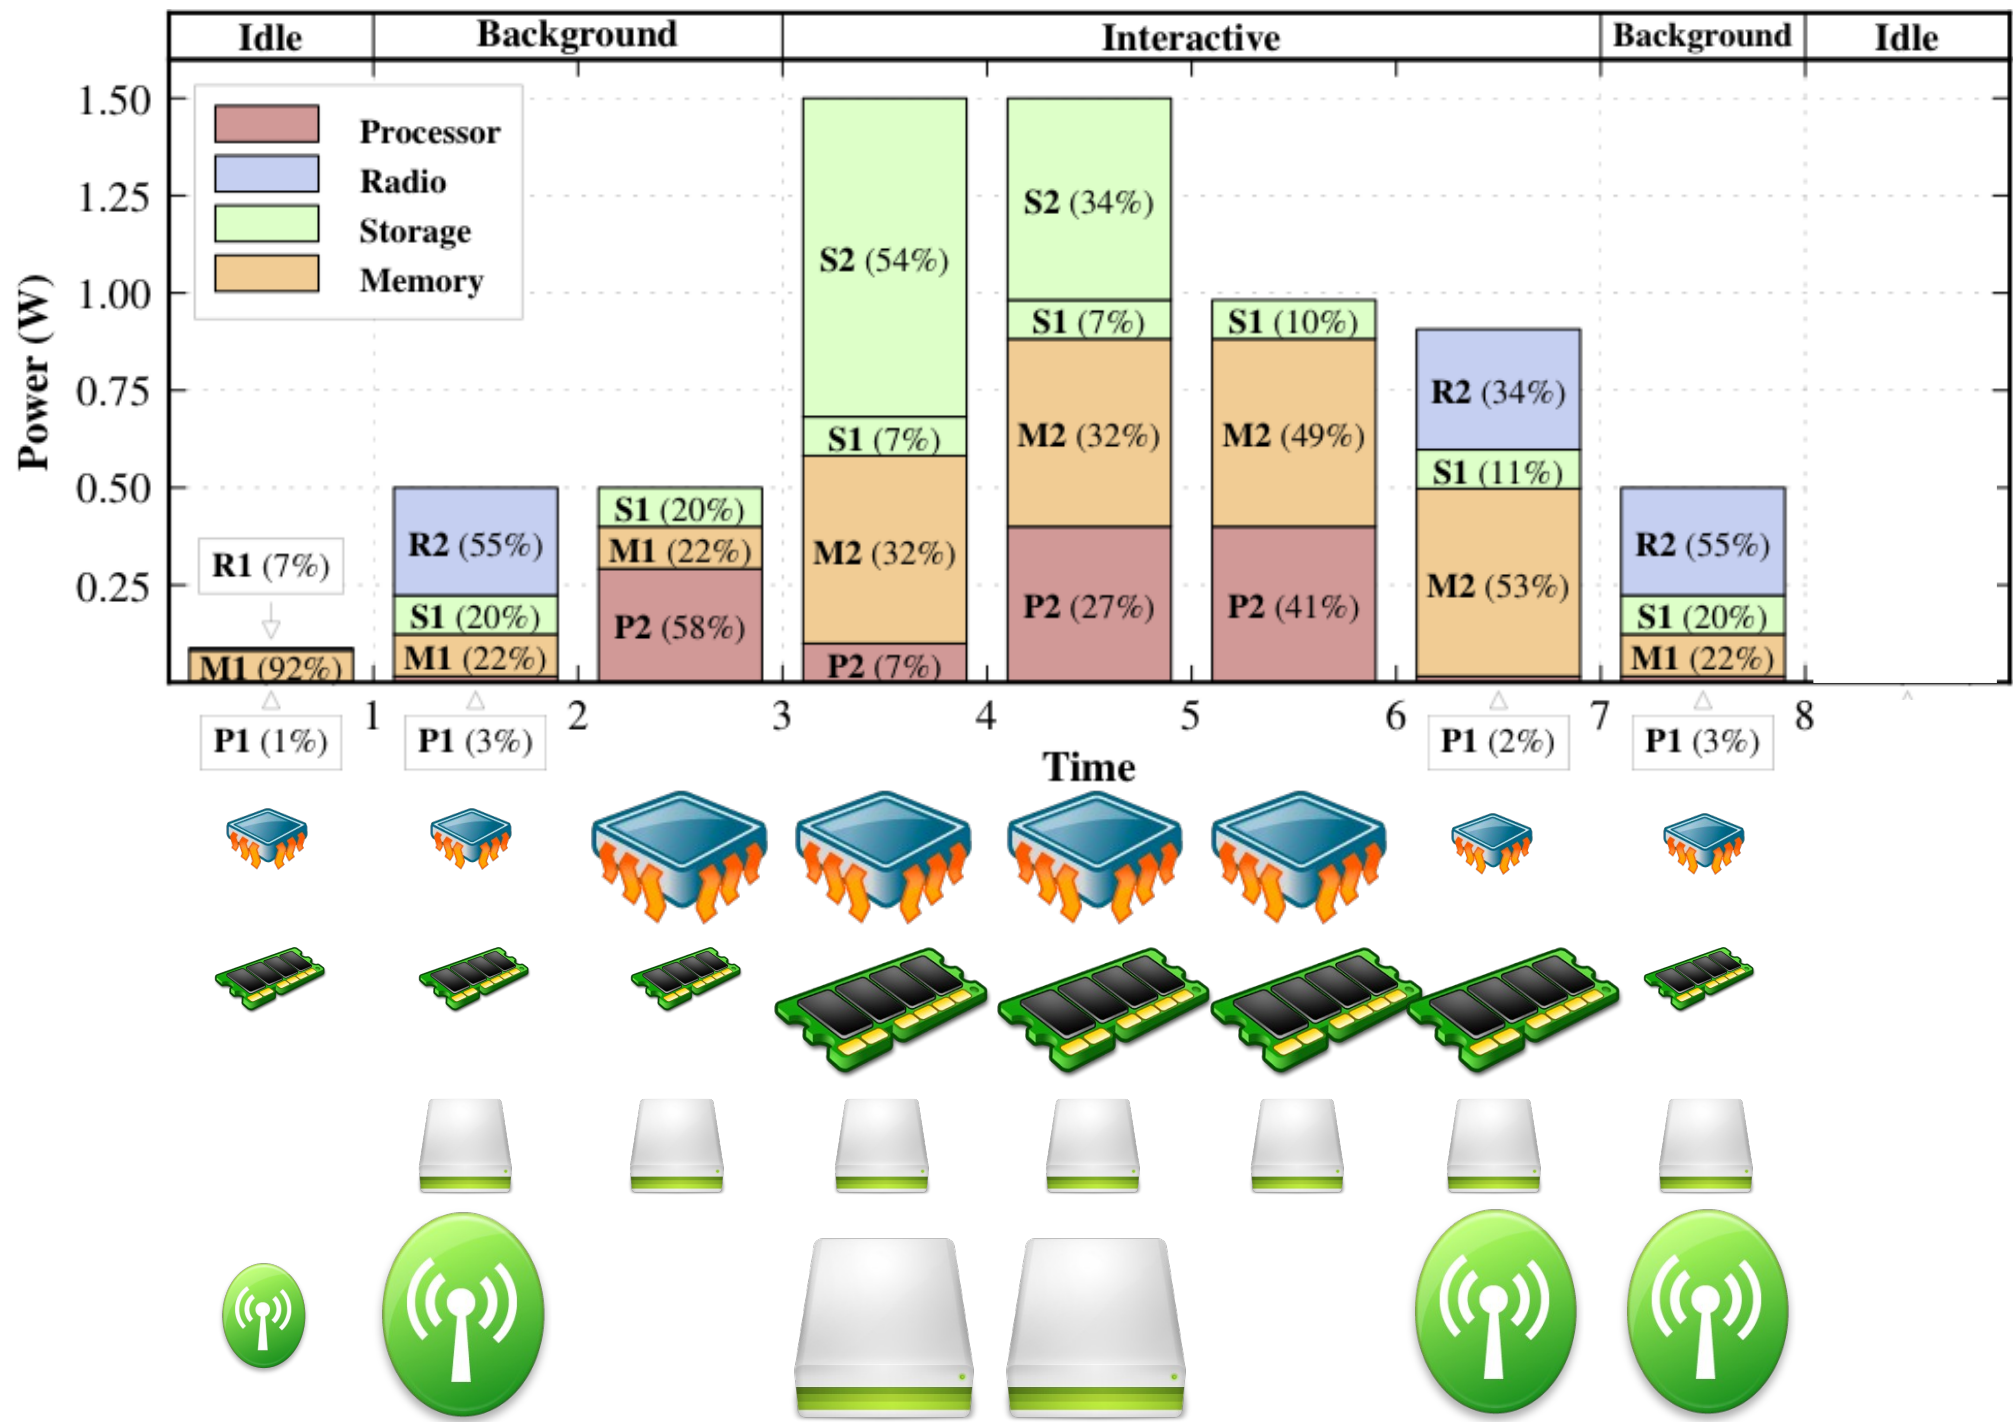 Idle Background Interactive Background Idle
1.50
1.25
1.00
0.75
0.50
0.25
Power (W)
Processor
Radio
Storage
Memory
R1 (7%)
M1 (92%)
P1 (1%)
R2 (55%)
S1 (20%)
M1 (22%)
P1 (3%)
S1 (20%)
M1 (22%)
P2 (58%)
S2 (54%)
S1 (7%)
M2 (32%)
P2 (7%)
S2 (34%)
S1 (7%)
M2 (32%)
P2 (27%)
S1 (10%)
M2 (49%)
P2 (41%)
R2 (34%)
S1 (11%)
M2 (53%)
P1 (2%)
R2 (55%)
S1 (20%)
M1 (22%)
P1 (3%)
1 2 3 4 5 6 7 8
Time